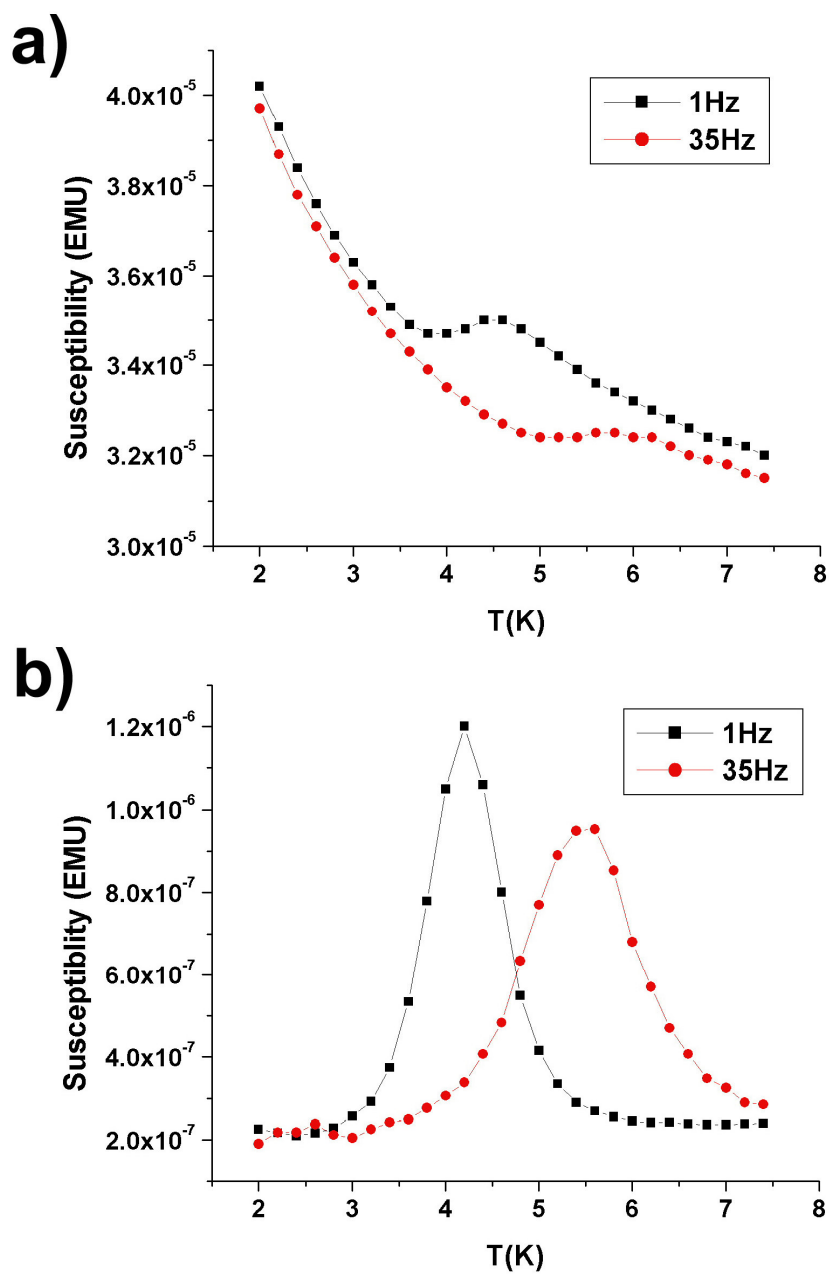 a)
1Hz
35Hz
4.0x10⁻⁵
3.8x10⁻⁵
3.6x10⁻⁵
3.4x10⁻⁵
3.2x10⁻⁵
3.0x10⁻⁵
Susceptibility (EMU)
2 3 4 5 6 7 8
T(K)
b)
1Hz
35Hz
1.2x10⁻⁶
1.0x10⁻⁶
8.0x10⁻⁷
6.0x10⁻⁷
4.0x10⁻⁷
2.0x10⁻⁷
Susceptiblity (EMU)
2 3 4 5 6 7 8
T(K)